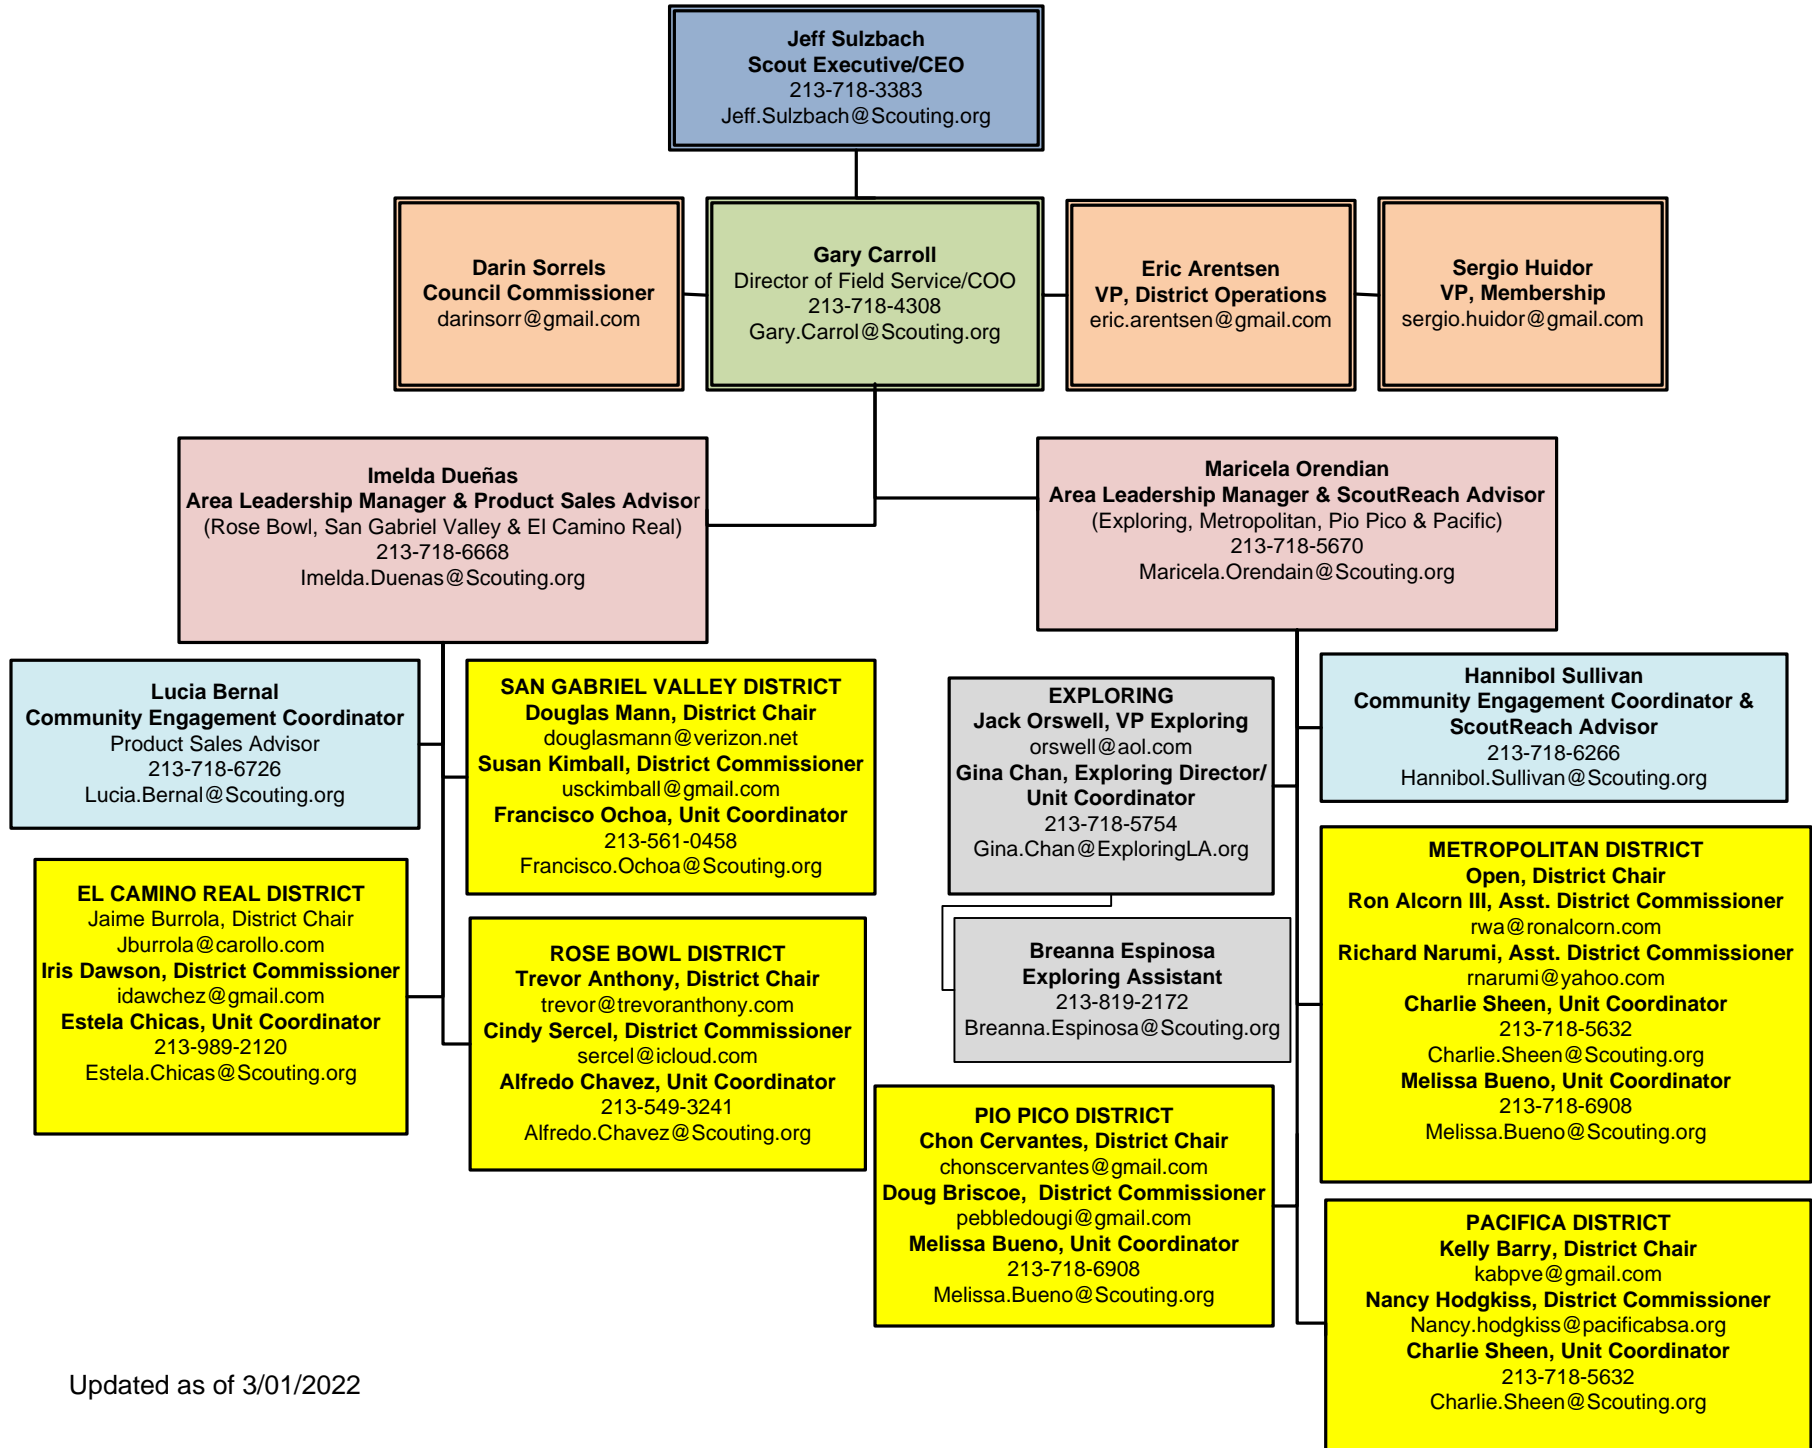 Jeff Sulzbach
Scout Executive/CEO
213-718-3383
Jeff.Sulzbach@Scouting.org
Darin Sorrels
Council Commissioner
darinsorr@gmail.com
Gary Carroll
Director of Field Service/COO
213-718-4308
Gary.Carrol@Scouting.org
Eric Arentsen
VP, District Operations
eric.arentsen@gmail.com
Sergio Huidor
VP, Membership
sergio.huidor@gmail.com
Imelda Dueñas
Area Leadership Manager & Product Sales Advisor
(Rose Bowl, San Gabriel Valley & El Camino Real)
213-718-6668
Imelda.Duenas@Scouting.org
Maricela Orendian
Area Leadership Manager & ScoutReach Advisor
(Exploring, Metropolitan, Pio Pico & Pacific)
213-718-5670
Maricela.Orendain@Scouting.org
Lucia Bernal
Community Engagement Coordinator
Product Sales Advisor
213-718-6726
Lucia.Bernal@Scouting.org
SAN GABRIEL VALLEY DISTRICT
Douglas Mann, District Chair
douglasmann@verizon.net
Susan Kimball, District Commissioner
usckimball@gmail.com
Francisco Ochoa, Unit Coordinator
213-561-0458
Francisco.Ochoa@Scouting.org
EXPLORING
Jack Orswell, VP Exploring
orswell@aol.com
Gina Chan, Exploring Director/
Unit Coordinator
213-718-5754
Gina.Chan@ExploringLA.org
Hannibol Sullivan
Community Engagement Coordinator &
ScoutReach Advisor
213-718-6266
Hannibol.Sullivan@Scouting.org
EL CAMINO REAL DISTRICT
Jaime Burrola, District Chair
Jburrola@carollo.com
Iris Dawson, District Commissioner
idawchez@gmail.com
Estela Chicas, Unit Coordinator
213-989-2120
Estela.Chicas@Scouting.org
ROSE BOWL DISTRICT
Trevor Anthony, District Chair
trevor@trevoranthony.com
Cindy Sercel, District Commissioner
sercel@icloud.com
Alfredo Chavez, Unit Coordinator
213-549-3241
Alfredo.Chavez@Scouting.org
Breanna Espinosa
Exploring Assistant
213-819-2172
Breanna.Espinosa@Scouting.org
METROPOLITAN DISTRICT
Open, District Chair
Ron Alcorn III, Asst. District Commissioner
rwa@ronalcorn.com
Richard Narumi, Asst. District Commissioner
rnarumi@yahoo.com
Charlie Sheen, Unit Coordinator
213-718-5632
Charlie.Sheen@Scouting.org
Melissa Bueno, Unit Coordinator
213-718-6908
Melissa.Bueno@Scouting.org
PIO PICO DISTRICT
Chon Cervantes, District Chair
chonscervantes@gmail.com
Doug Briscoe, District Commissioner
pebbledougi@gmail.com
Melissa Bueno, Unit Coordinator
213-718-6908
Melissa.Bueno@Scouting.org
PACIFICA DISTRICT
Kelly Barry, District Chair
kabpve@gmail.com
Nancy Hodgkiss, District Commissioner
Nancy.hodgkiss@pacificabsa.org
Charlie Sheen, Unit Coordinator
213-718-5632
Charlie.Sheen@Scouting.org
Updated as of 3/01/2022